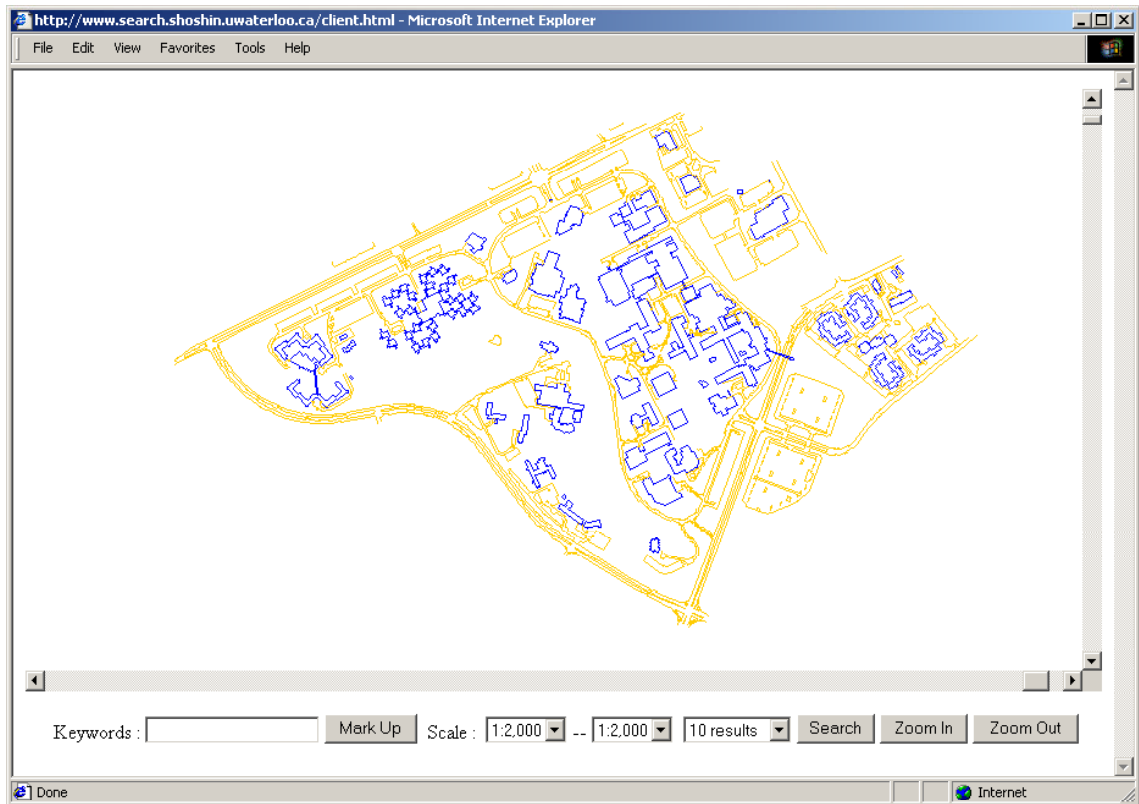 http://www.search.shoshin.uwaterloo.ca/client.html - Microsoft Internet Explorer
File Edit View Favorites Tools Help
Keywords : Mark Up Scale : 1:2,000 -- 1:2,000 10 results Search Zoom In Zoom Out
Done Internet